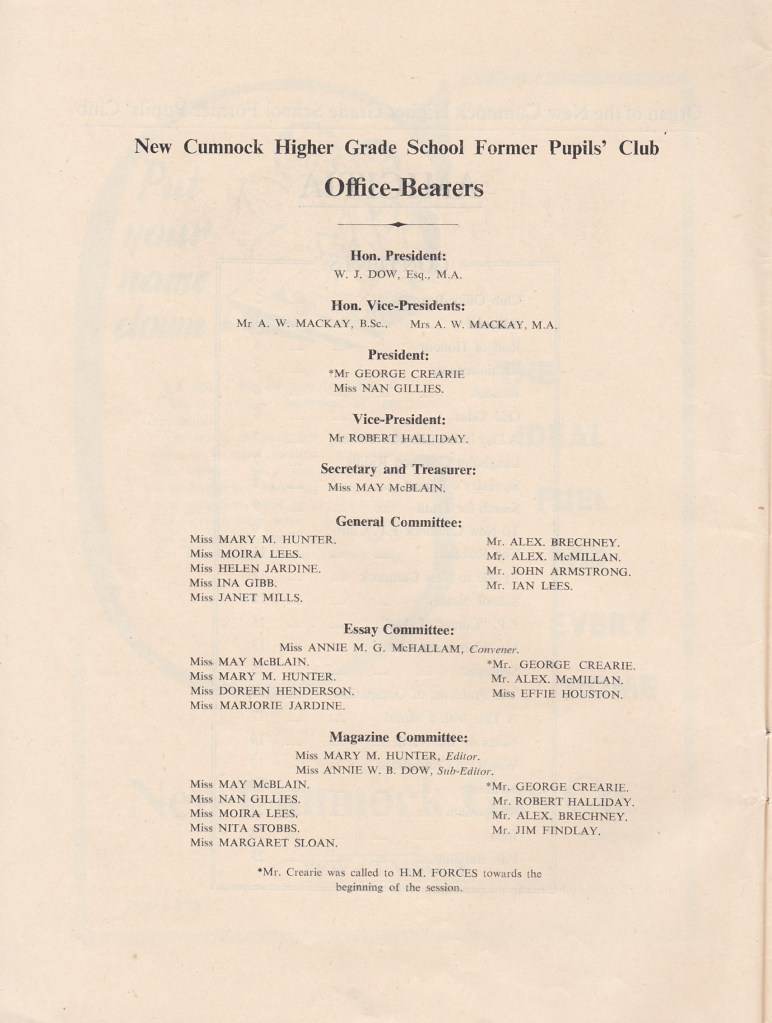 New Cumnock Higher Grade School Former Pupils' Club
Office-Bearers
Hon. President:
W. J. DOW, Esq., M.A.
Hon. Vice-Presidents:
Mr A. W. MACKAY, B.Sc., Mrs A. W. MACKAY, M.A.
President:
*Mr GEORGE CREARIE
Miss NAN GILLIES.
Vice-President:
Mr ROBERT HALLIDAY.
Secretary and Treasurer:
Miss MAY McBLAIN.
General Committee:
Miss MARY M. HUNTER.
Miss MOIRA LEES.
Miss HELEN JARDINE.
Miss INA GIBB.
Miss JANET MILLS.
Mr. ALEX. BRECHNEY.
Mr. ALEX. McMILLAN.
Mr. JOHN ARMSTRONG.
Mr. IAN LEES.
Essay Committee:
Miss ANNIE M. G. McHALLAM, Convener.
Miss MAY McBLAIN.
Miss MARY M. HUNTER.
Miss DOREEN HENDERSON.
Miss MARJORIE JARDINE.
*Mr. GEORGE CREARIE.
Mr. ALEX. McMILLAN.
Miss EFFIE HOUSTON.
Magazine Committee:
Miss MARY M. HUNTER, Editor.
Miss ANNIE W. B. DOW, Sub-Editor.
Miss MAY McBLAIN.
Miss NAN GILLIES.
Miss MOIRA LEES.
Miss NITA STOBBS.
Miss MARGARET SLOAN.
*Mr. GEORGE CREARIE.
Mr. ROBERT HALLIDAY.
Mr. ALEX. BRECHNEY.
Mr. JIM FINDLAY.
*Mr. Crearie was called to H.M. FORCES towards the
beginning of the session.